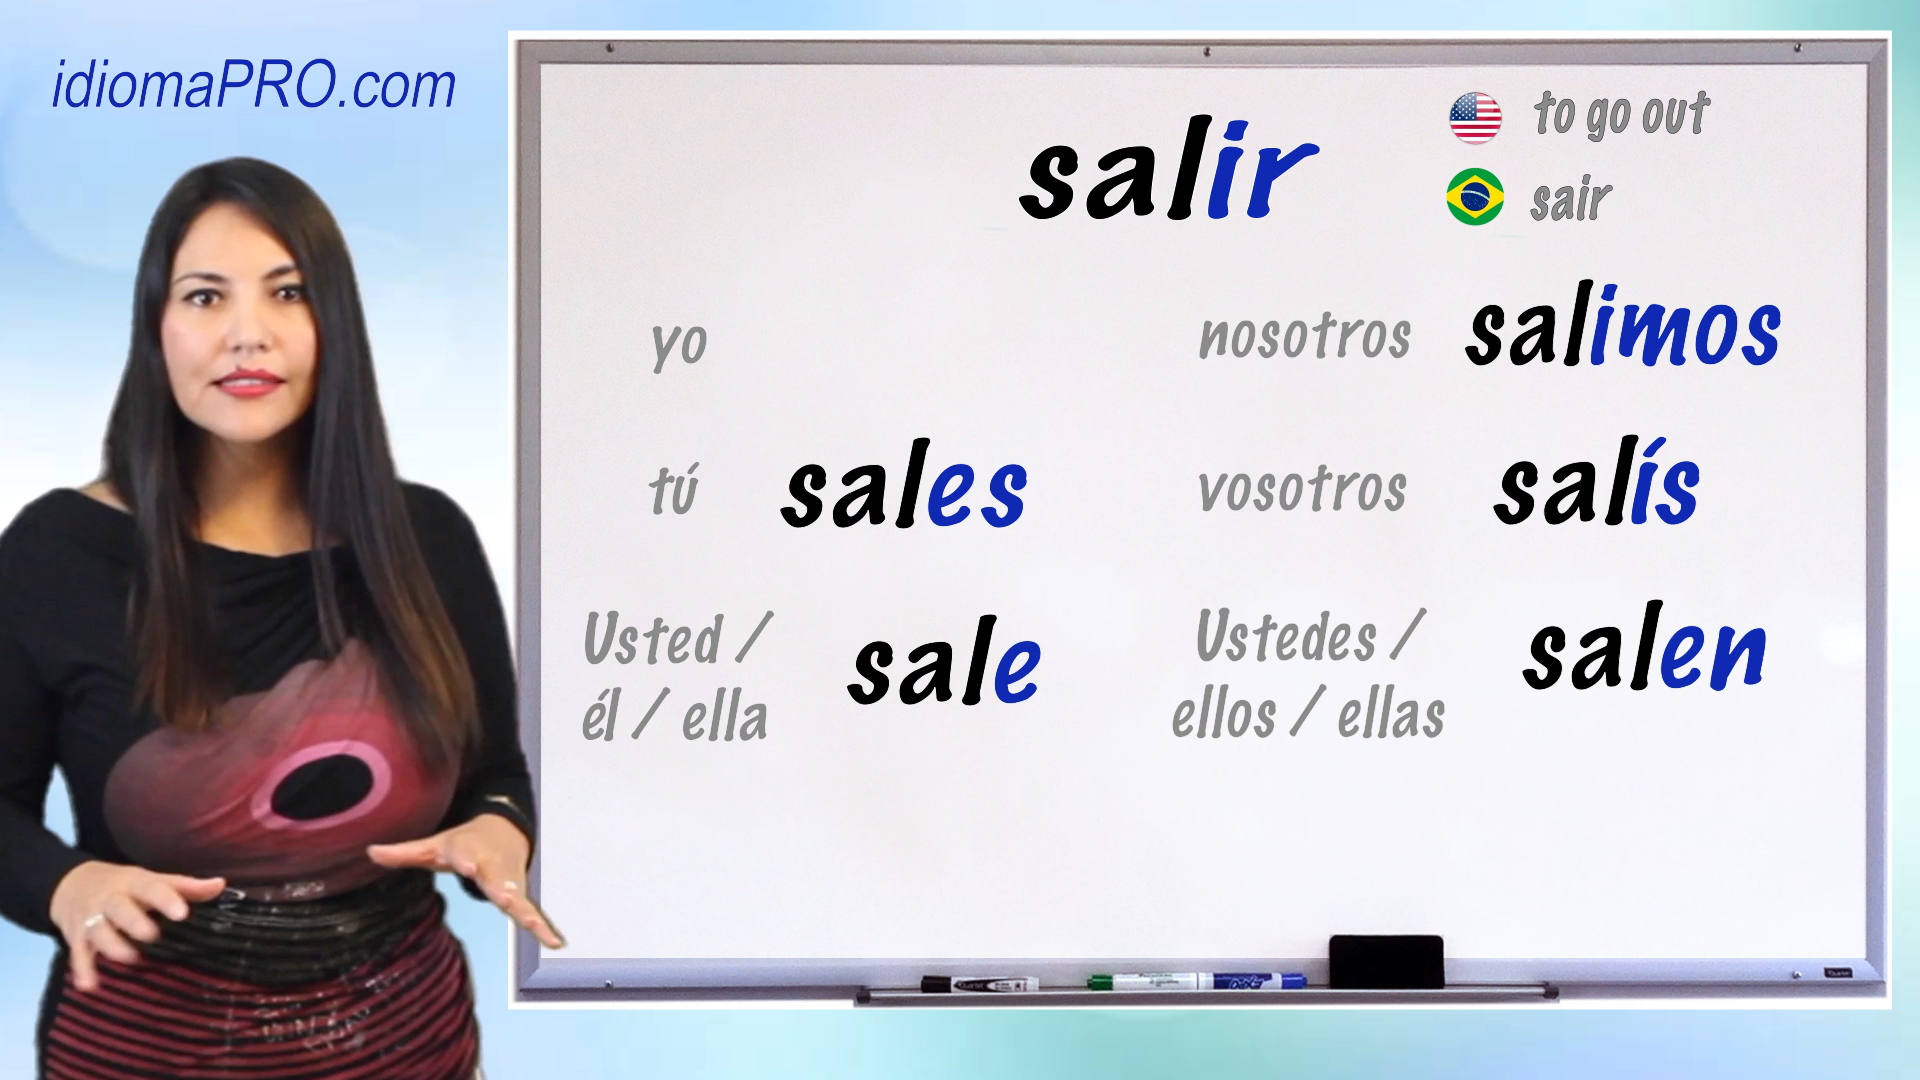 idiomaPRO.com
salir
to go out
sair
yo
nosotros salimos
tú sales
vosotros salís
Usted /
él / ella
sale
Ustedes /
ellos / ellas
salen